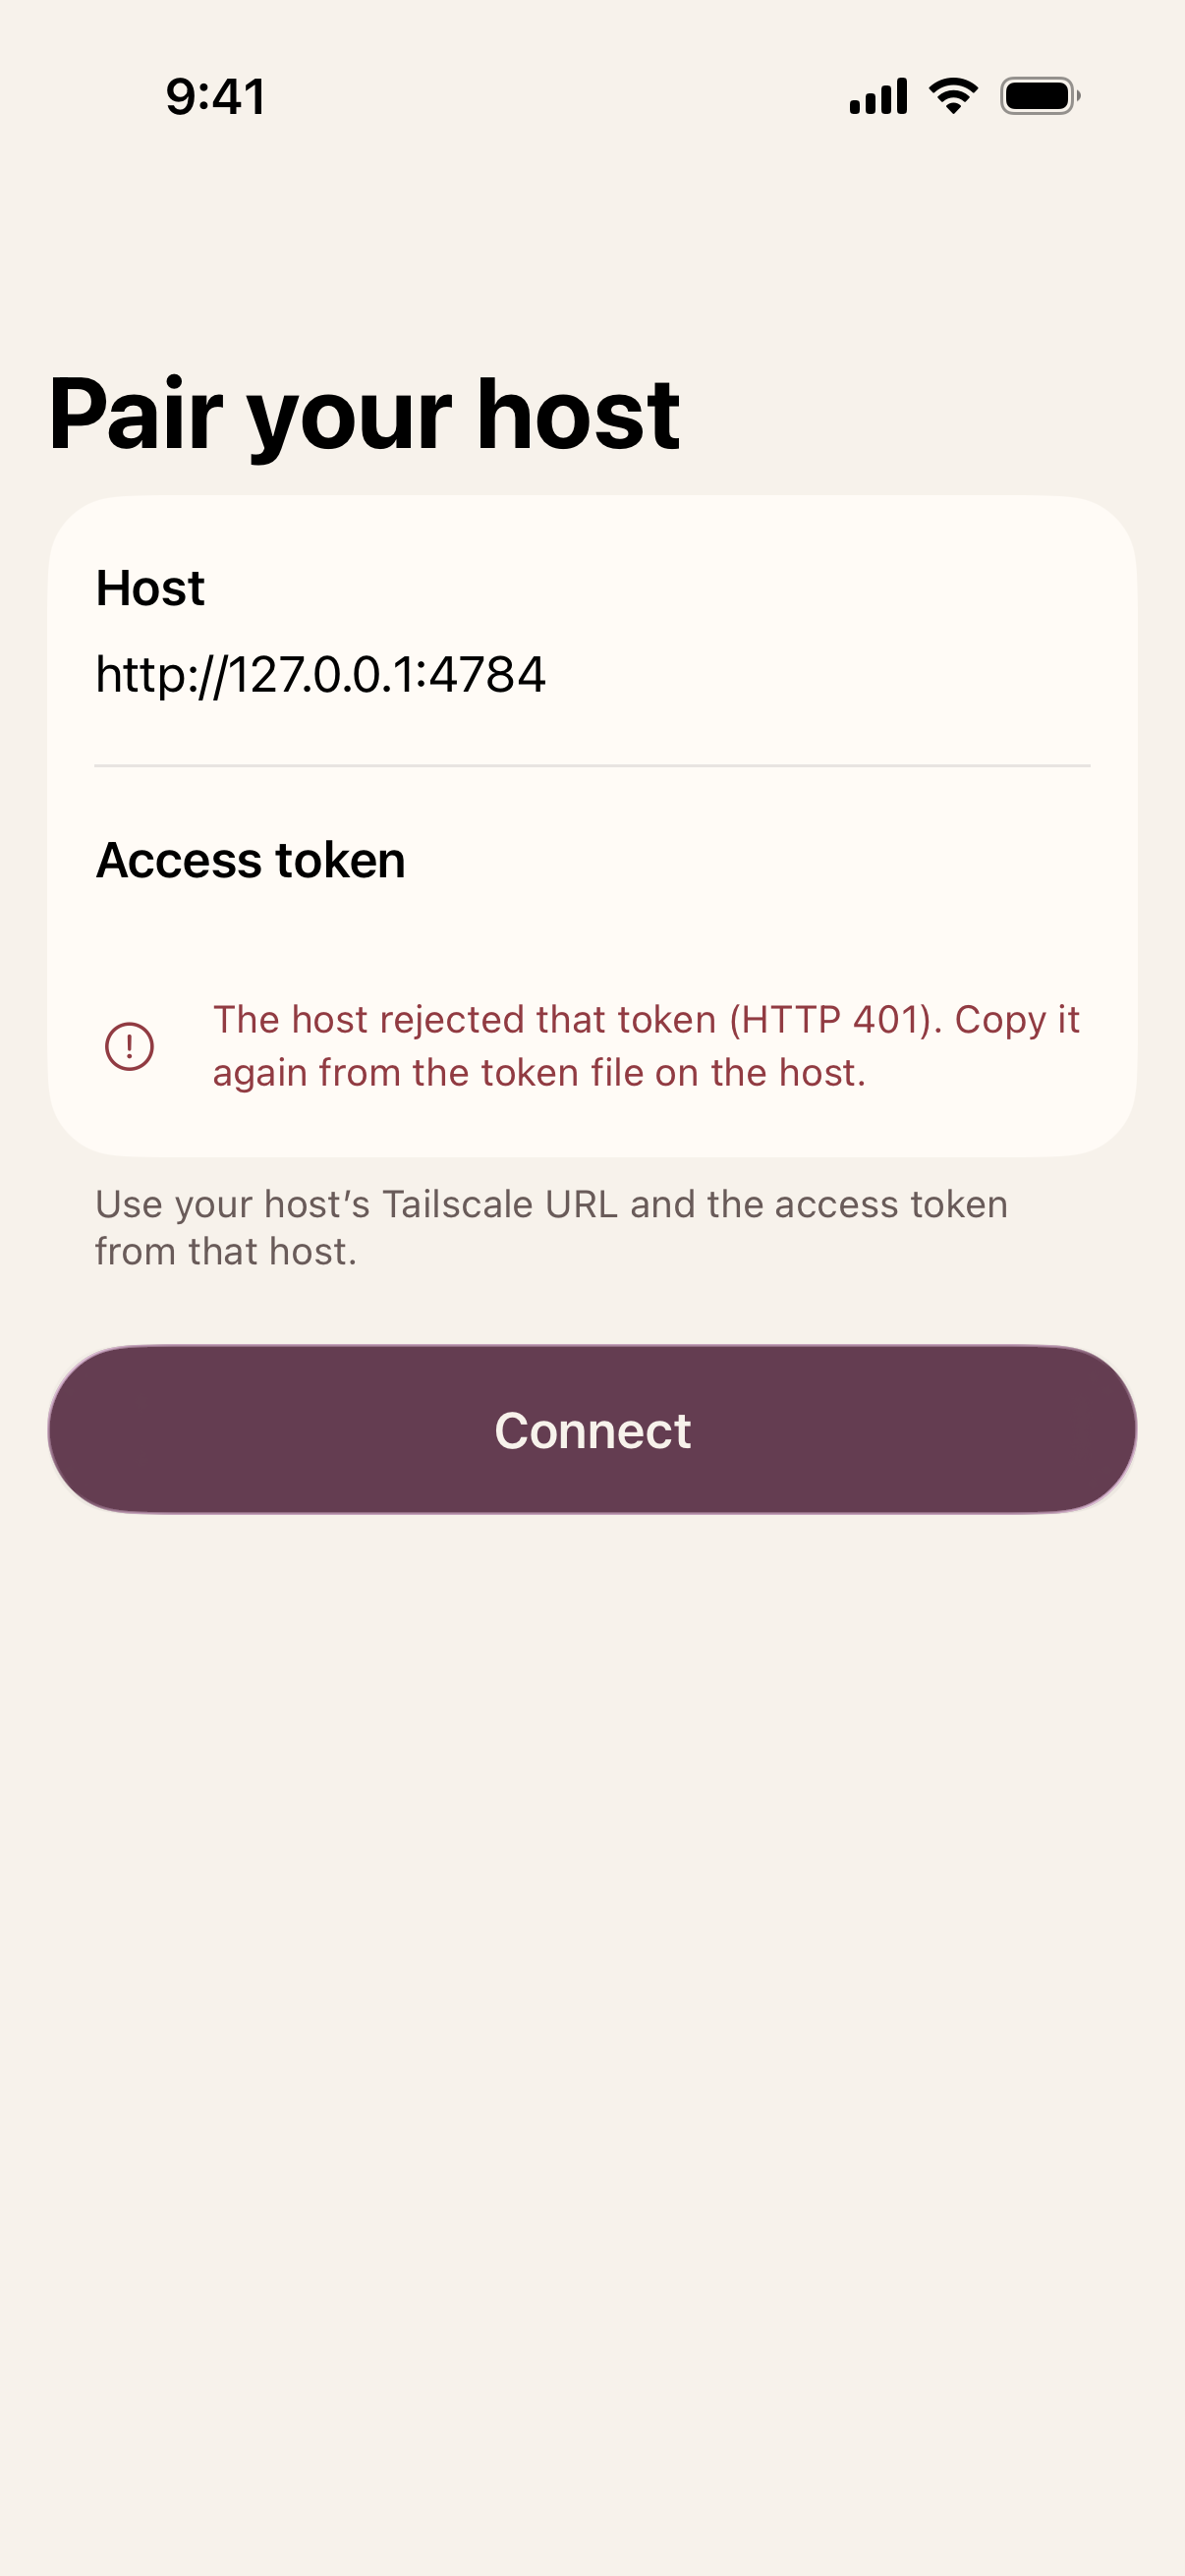 9:41
Pair your host
Host
http://127.0.0.1:4784
Access token
The host rejected that token (HTTP 401). Copy it
again from the token file on the host.
Use your host’s Tailscale URL and the access token
from that host.
Connect